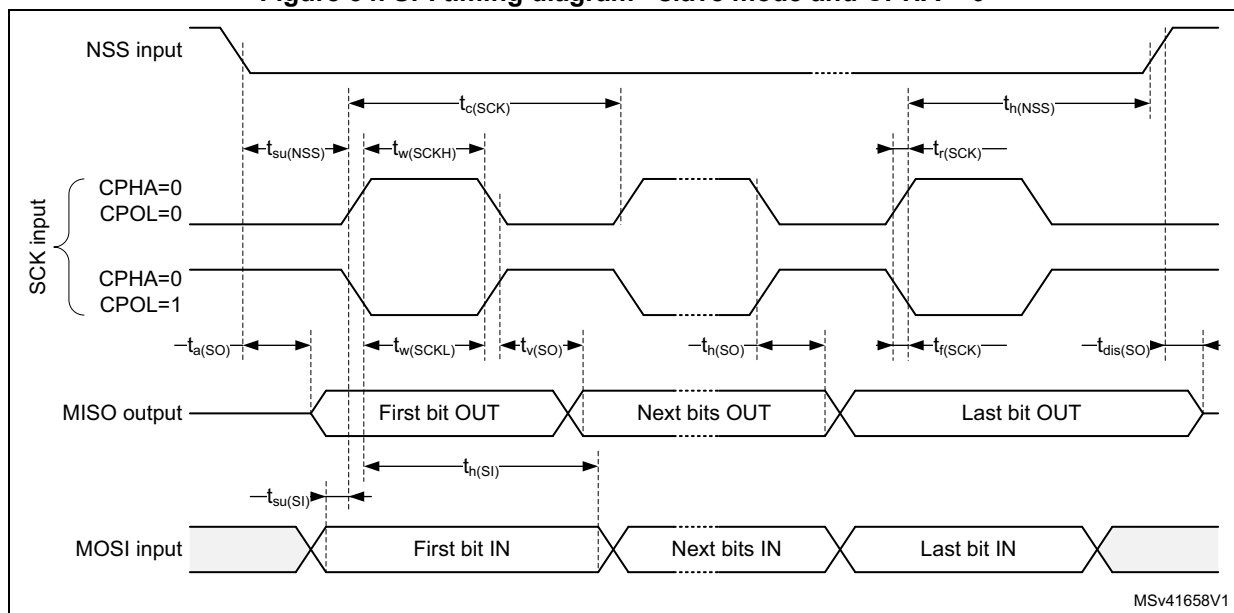 Figure SPI timing diagram - slave mode and CPHA = 0
NSS input
tc(SCK)
th(NSS)
tsu(NSS)
tw(SCKH)
tr(SCK)
SCK input
CPHA=0
CPOL=0
CPHA=0
CPOL=1
ta(SO)
tw(SCKL)
tv(SO)
th(SO)
tf(SCK)
tdis(SO)
MISO output
First bit OUT
Next bits OUT
Last bit OUT
th(SI)
tsu(SI)
MOSI input
First bit IN
Next bits IN
Last bit IN
MSv41658V1